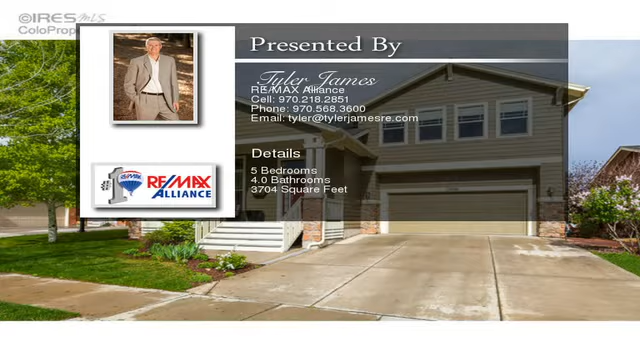 ©IRES MLS
ColoProp
Presented By
Tyler James
RE/MAX Alliance
Cell: 970.218.2851
Phone: 970.568.3600
Email: tyler@tylerjamesre.com
Details
5 Bedrooms
4.0 Bathrooms
3704 Square Feet
RE/MAX
RE/MAX
ALLIANCE